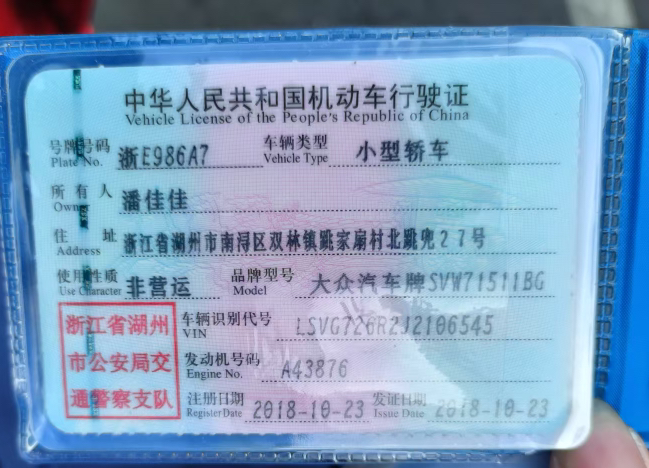 中华人民共和国机动车行驶证
Vehicle License of the People's Republic of China
号牌号码 浙E986A7 车辆类型 小型轿车
Plate No. Vehicle Type
所有人 潘佳佳
Owner
住址 浙江省湖州市南浔区双林镇跳家扇村北跳兜27号
Address
使用性质 非营运 品牌型号 大众汽车牌SVW71511BG
Use Character Model
浙江省湖州
市公安局交
通警察支队
车辆识别代号 LSVG726R2J2106545
VIN
发动机号码 A43876
Engine No.
注册日期 2018-10-23 发证日期 2018-10-23
Register Date Issue Date